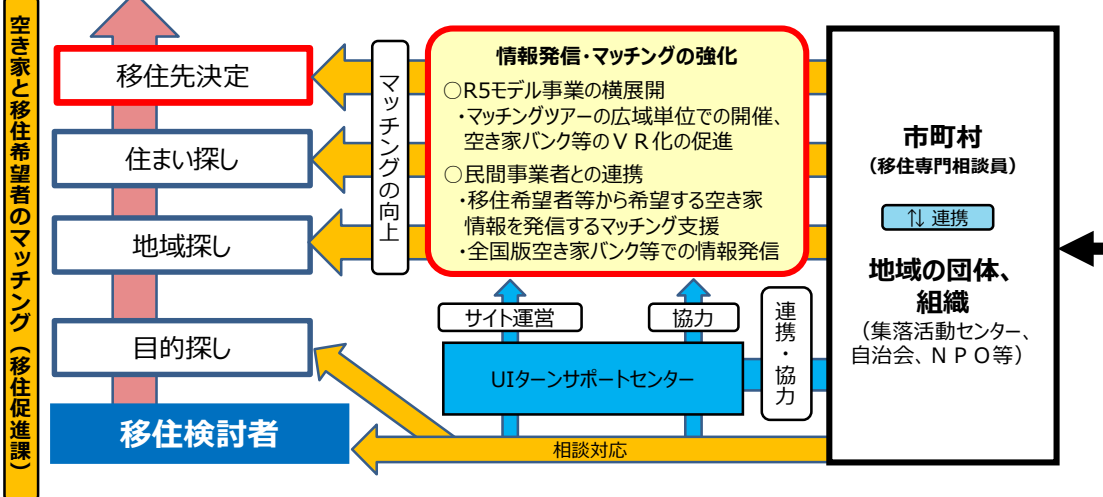 空き家と移住希望者のマッチング（移住促進課）
移住先決定
住まい探し
地域探し
目的探し
移住検討者
マッチングの向上
情報発信・マッチングの強化
○R5モデル事業の横展開
・マッチングツアーの広域単位での開催、
空き家バンク等のＶＲ化の促進
○民間事業者との連携
・移住希望者等から希望する空き家
情報を発信するマッチング支援
・全国版空き家バンク等での情報発信
サイト運営
協力
連携・協力
UIターンサポートセンター
相談対応
市町村
（移住専門相談員）
⇅ 連携
地域の団体、
組織
（集落活動センター、
自治会、ＮＰＯ等）